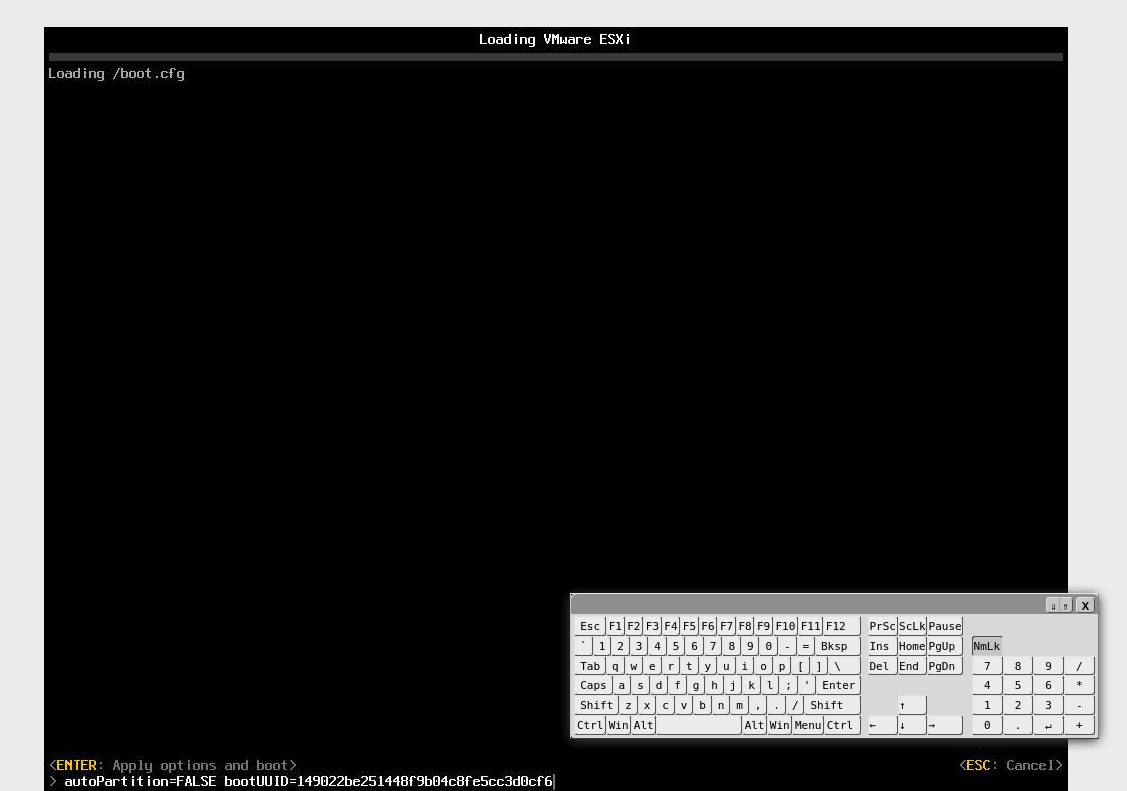 Loading VMware ESXi
Loading /boot.cfg
⇓ ⇑ X
Esc F1 F2 F3 F4 F5 F6 F7 F8 F9 F10 F11 F12 PrSc ScLk Pause
` 1 2 3 4 5 6 7 8 9 0 - = Bksp Ins Home PgUp NmLk
Tab q w e r t y u i o p [ ] \ Del End PgDn 7 8 9 /
Caps a s d f g h j k l ; ' Enter 4 5 6 *
Shift z x c v b n m , . / Shift ↑ 1 2 3 -
Ctrl Win Alt Alt Win Menu Ctrl ← ↓ → 0 . ↵ +
<ENTER: Apply options and boot> <ESC: Cancel>
> autoPartition=FALSE bootUUID=149022be251448f9b04c8fe5cc3d0cf6